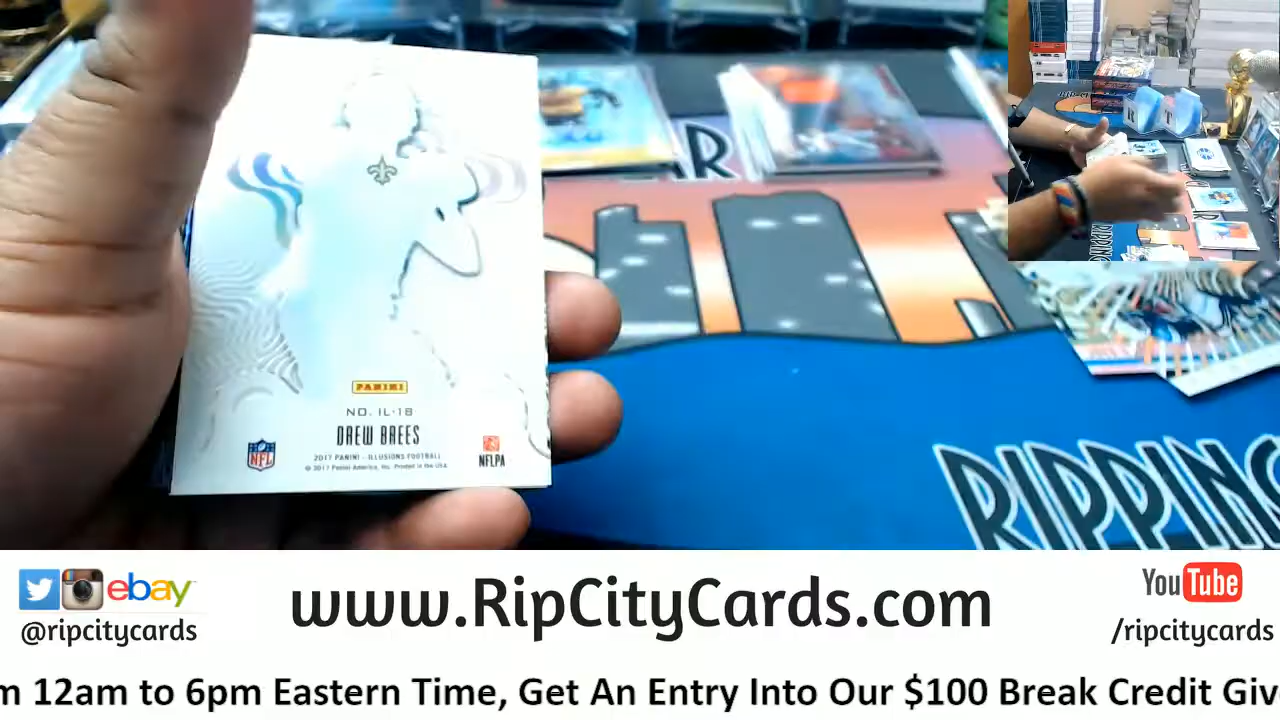 PANINI
NO. IL-18
DREW BREES
2017 PANINI - ILLUSIONS FOOTBALL
© 2017 Panini America, Inc. Printed in the USA.
NFL
NFLPA
R
RIPPING
R T
RIPPING
ebay
@ripcitycards
www.RipCityCards.com
YouTube
/ripcitycards
m 12am to 6pm Eastern Time, Get An Entry Into Our $100 Break Credit Giv